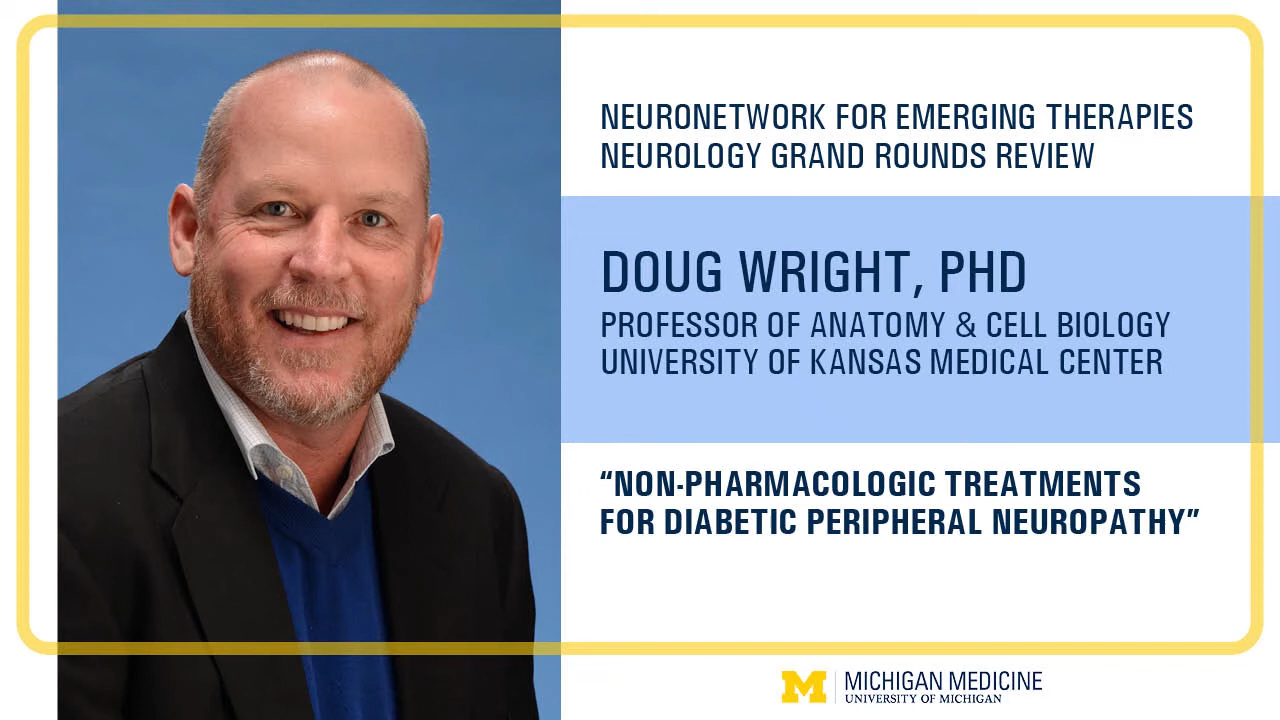 NEURONETWORK FOR EMERGING THERAPIES
NEUROLOGY GRAND ROUNDS REVIEW
DOUG WRIGHT, PHD
PROFESSOR OF ANATOMY & CELL BIOLOGY
UNIVERSITY OF KANSAS MEDICAL CENTER
“NON-PHARMACOLOGIC TREATMENTS
FOR DIABETIC PERIPHERAL NEUROPATHY”
M
MICHIGAN MEDICINE
UNIVERSITY OF MICHIGAN